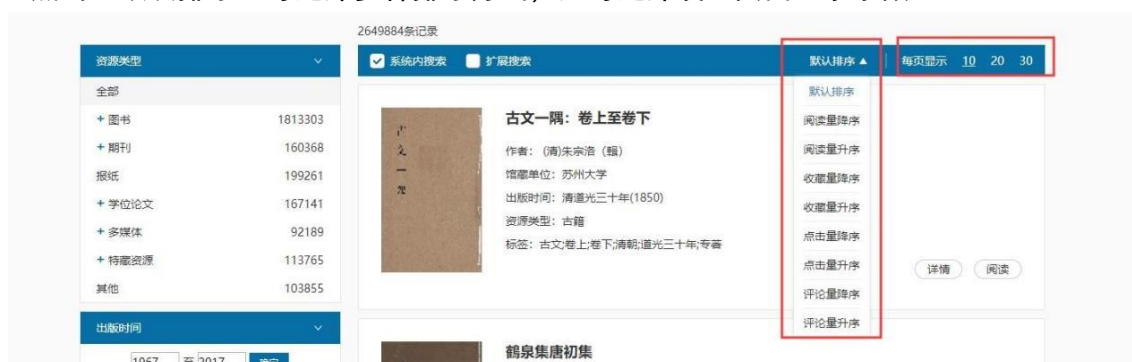 2649884条记录
资源类型
全部
+ 图书 1813303
+ 期刊 160368
报纸 199261
+ 学位论文 167141
+ 多媒体 92189
+ 特藏资源 113765
其他 103855
出版时间
1967 至 2017
系统内搜索 扩展搜索 默认排序▲ 每页显示 10 20 30
默认排序
阅读量降序
阅读量升序
收藏量降序
收藏量升序
点击量降序
点击量升序
评论量降序
评论量升序
古文一隅
古文一隅：卷上至卷下
作者：(清)朱宗洛（辑）
馆藏单位：苏州大学
出版时间：清道光三十年(1850)
资源类型：古籍
标签：古文;卷上;卷下;清朝;道光三十年;专著
详情 阅读
鹤泉集唐初集